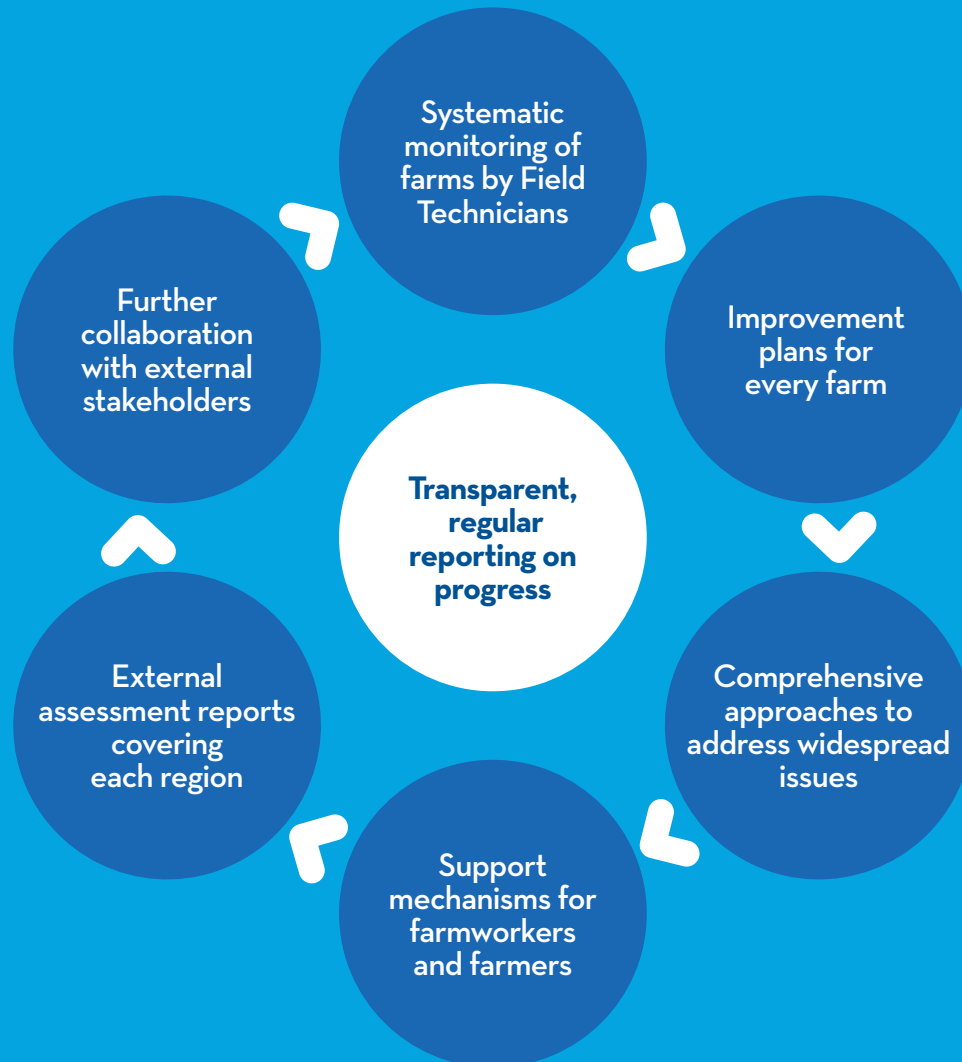 Systematic
monitoring of
farms by Field
Technicians
Improvement
plans for
every farm
Comprehensive
approaches to
address widespread
issues
Support
mechanisms for
farmworkers
and farmers
External
assessment reports
covering
each region
Further
collaboration
with external
stakeholders
Transparent,
regular
reporting on
progress